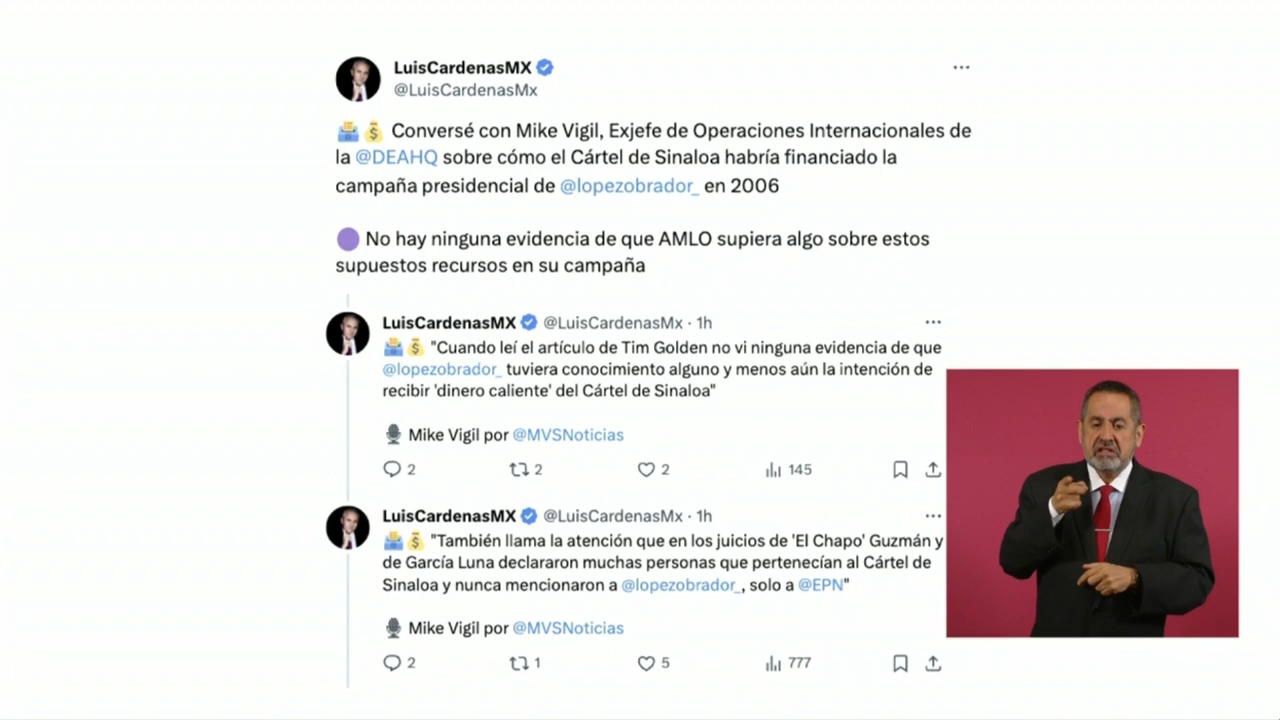 LuisCardenasMX
@LuisCardenasMx
Conversé con Mike Vigil, Exjefe de Operaciones Internacionales de
la @DEAHQ sobre cómo el Cártel de Sinaloa habría financiado la
campaña presidencial de @lopezobrador_ en 2006
No hay ninguna evidencia de que AMLO supiera algo sobre estos
supuestos recursos en su campaña
LuisCardenasMX @LuisCardenasMx · 1h
"Cuando leí el artículo de Tim Golden no vi ninguna evidencia de que
@lopezobrador_ tuviera conocimiento alguno y menos aún la intención de
recibir 'dinero caliente' del Cártel de Sinaloa"
Mike Vigil por @MVSNoticias
2 2 2 145
LuisCardenasMX @LuisCardenasMx · 1h
"También llama la atención que en los juicios de 'El Chapo' Guzmán y
de García Luna declararon muchas personas que pertenecían al Cártel de
Sinaloa y nunca mencionaron a @lopezobrador_, solo a @EPN"
Mike Vigil por @MVSNoticias
2 1 5 777